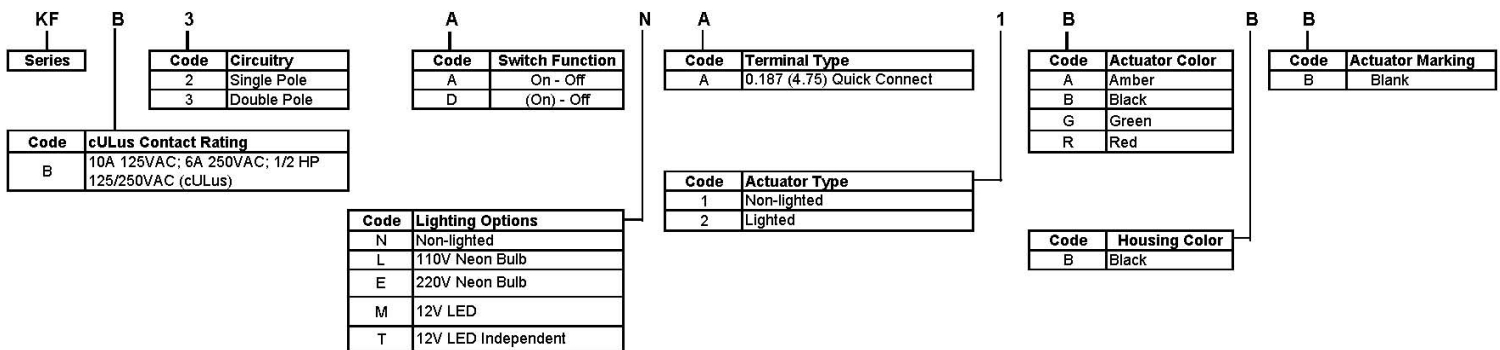 KF B 3 A N A 1 B B B
Series
Code Circuitry
2 Single Pole
3 Double Pole
Code Switch Function
A On - Off
D (On) - Off
Code Terminal Type
A 0.187 (4.75) Quick Connect
Code Actuator Color
A Amber
B Black
G Green
R Red
Code Actuator Marking
B Blank
Code cULus Contact Rating
B 10A 125VAC; 6A 250VAC; 1/2 HP
125/250VAC (cULus)
Code Actuator Type
1 Non-lighted
2 Lighted
Code Lighting Options
N Non-lighted
L 110V Neon Bulb
E 220V Neon Bulb
M 12V LED
T 12V LED Independent
Code Housing Color
B Black